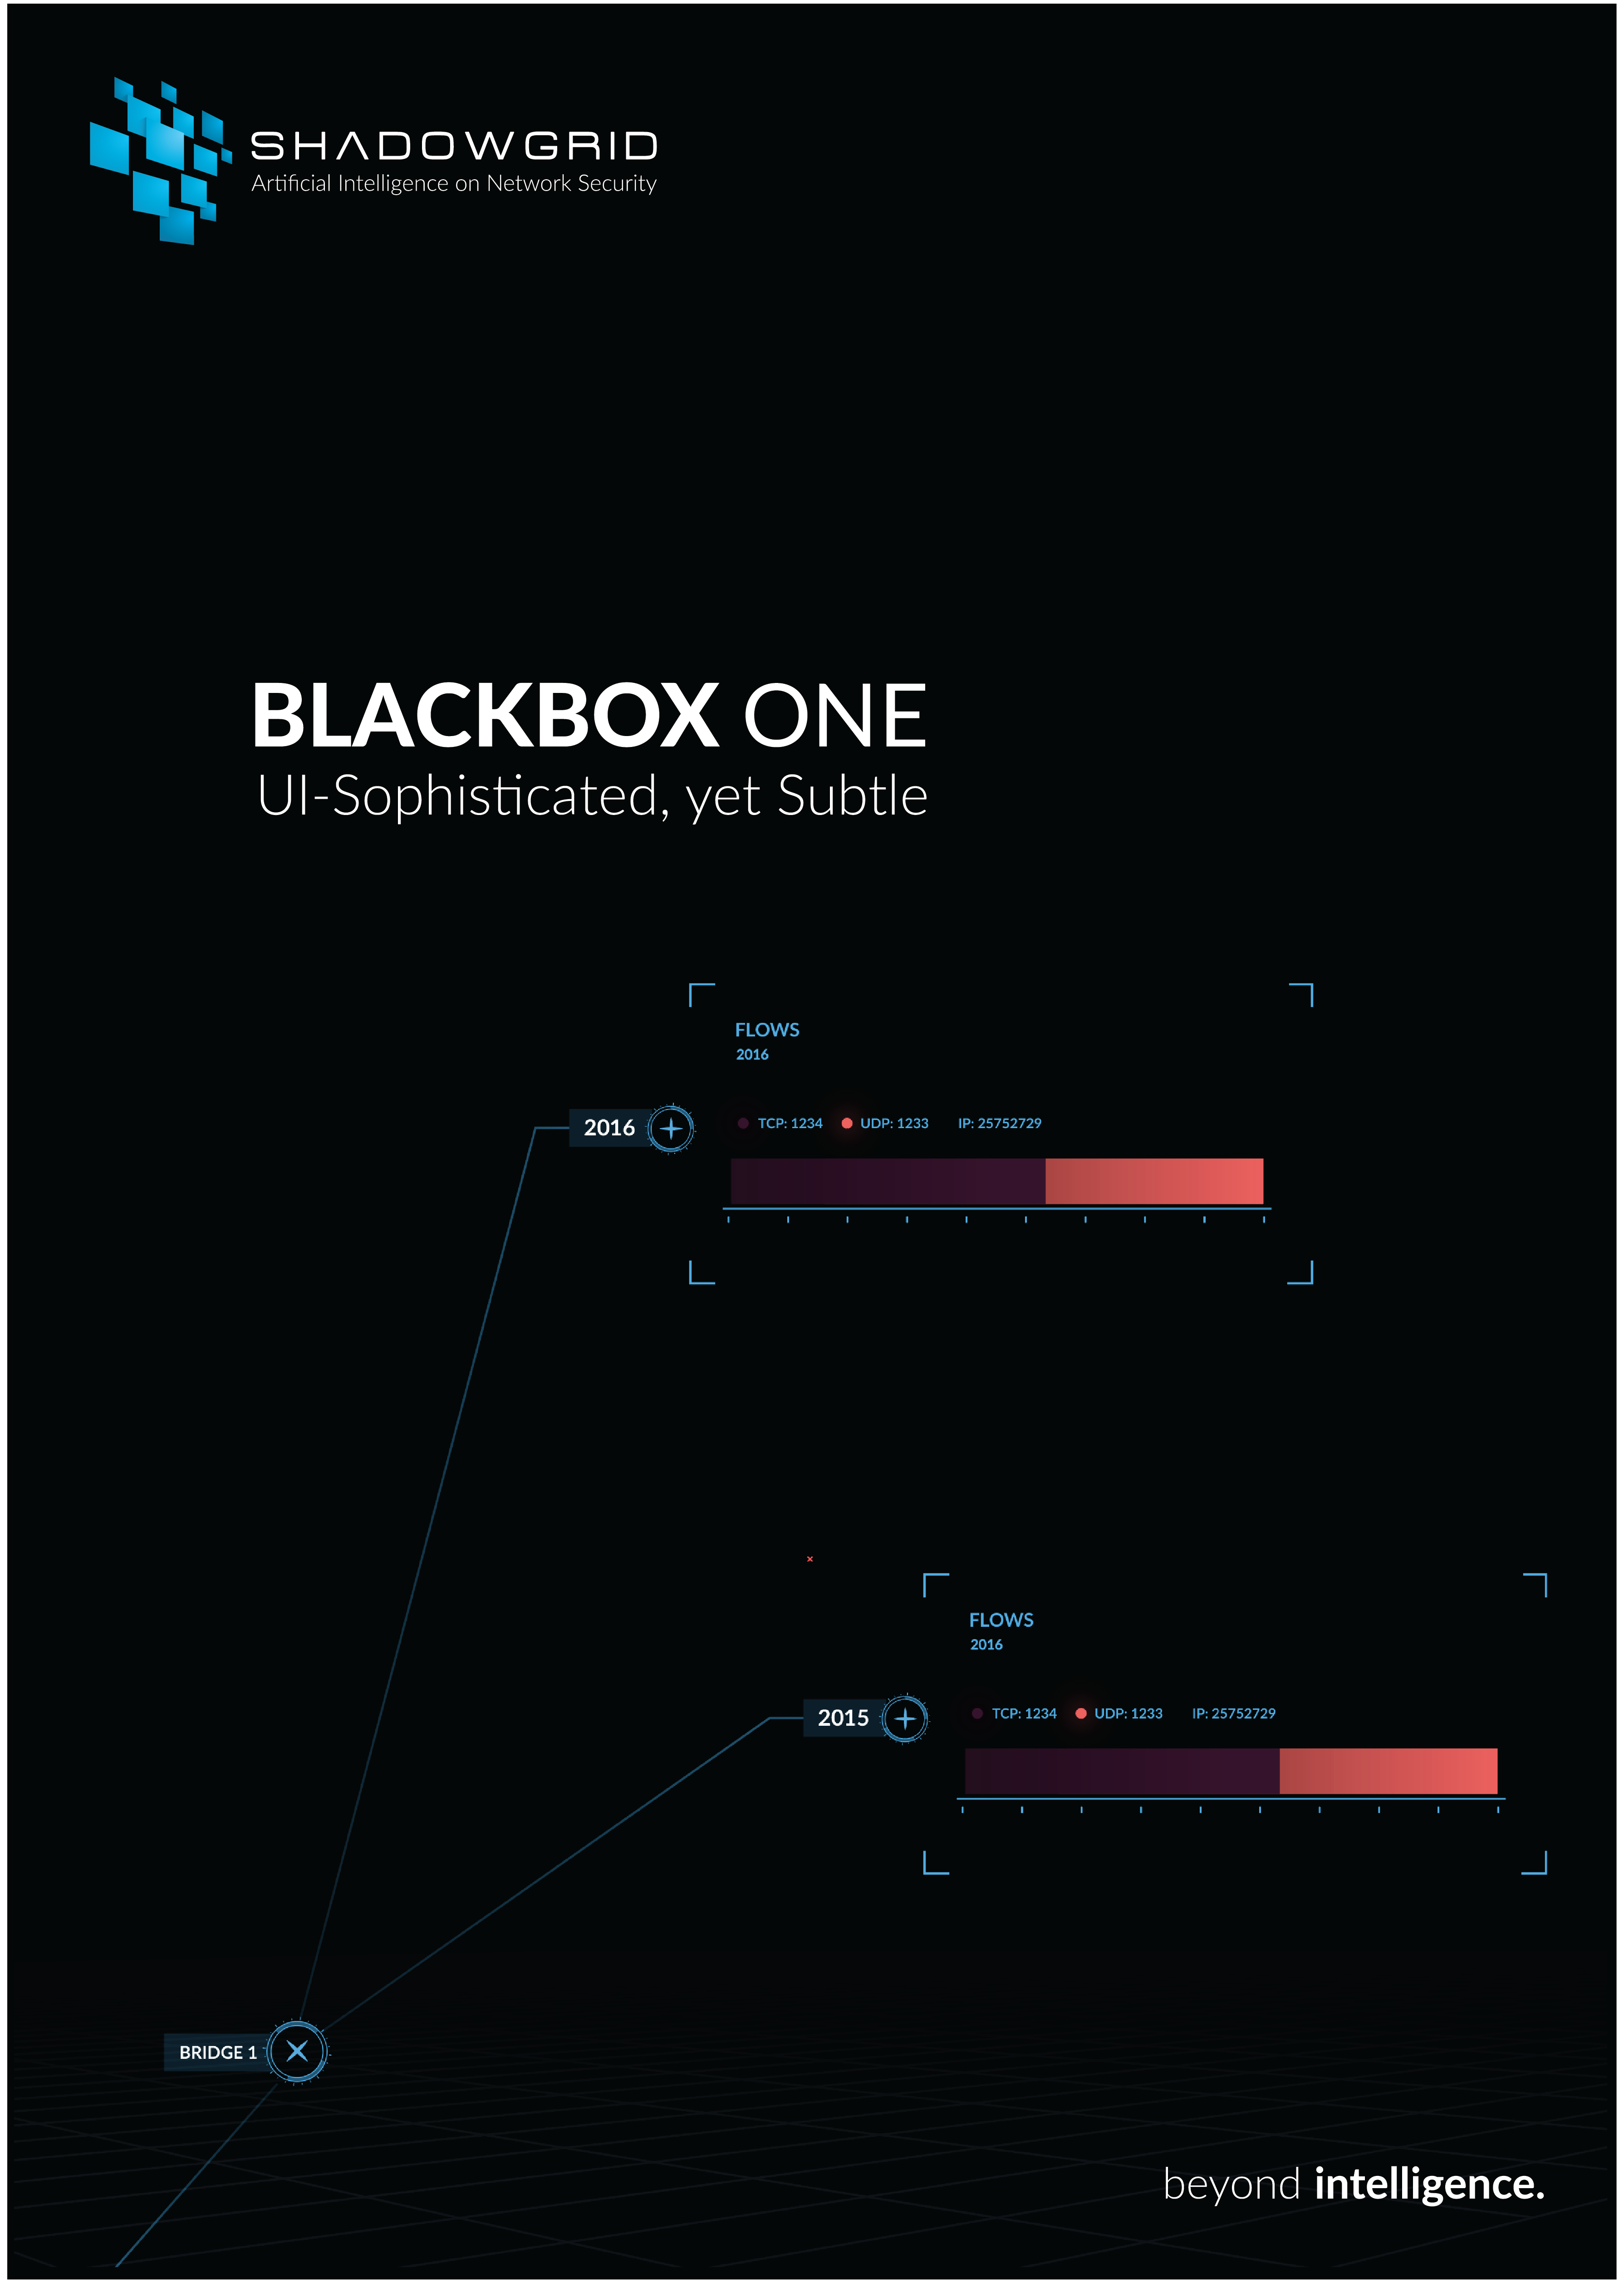 SHADOWGRID
Artificial Intelligence on Network Security
BLACKBOX ONE
UI-Sophisticated, yet Subtle
FLOWS
2016
2016
TCP: 1234 UDP: 1233 IP: 25752729
FLOWS
2016
2015
TCP: 1234 UDP: 1233 IP: 25752729
BRIDGE 1
beyond intelligence.